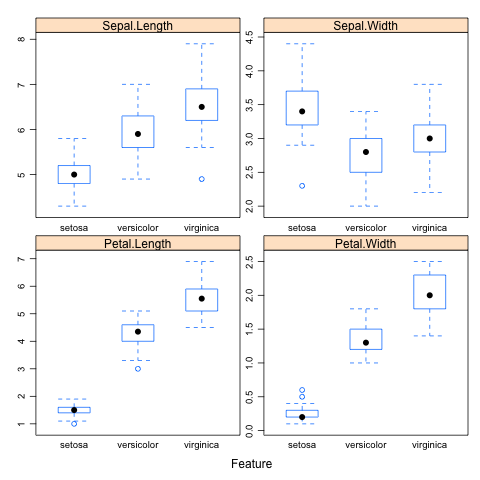 Sepal.Length
Sepal.Width
8
7
6
5
4.5
4.0
3.5
3.0
2.5
2.0
setosa versicolor virginica
setosa versicolor virginica
Petal.Length
Petal.Width
7
6
5
4
3
2
1
2.5
2.0
1.5
1.0
0.5
0.0
setosa versicolor virginica
setosa versicolor virginica
Feature